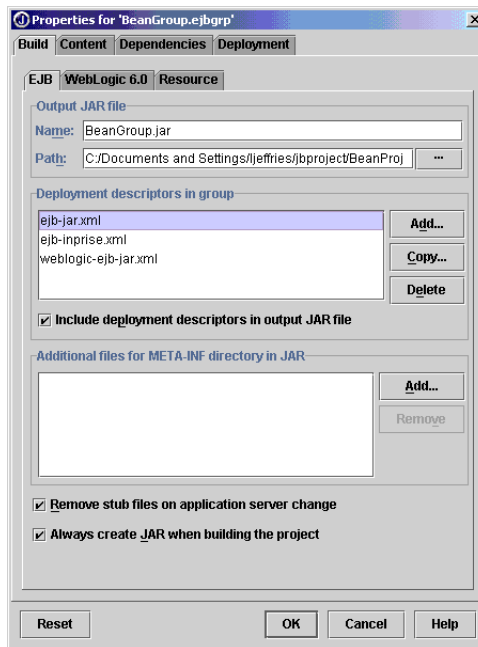 Properties for 'BeanGroup.ejbgrp'
Build Content Dependencies Deployment
EJB WebLogic 6.0 Resource
Output JAR file
Name: BeanGroup.jar
Path: C:/Documents and Settings/ljeffries/jbproject/BeanProj ...
Deployment descriptors in group
ejb-jar.xml
ejb-inprise.xml
weblogic-ejb-jar.xml
Add...
Copy...
Delete
Include deployment descriptors in output JAR file
Additional files for META-INF directory in JAR
Add...
Remove
Remove stub files on application server change
Always create JAR when building the project
Reset OK Cancel Help